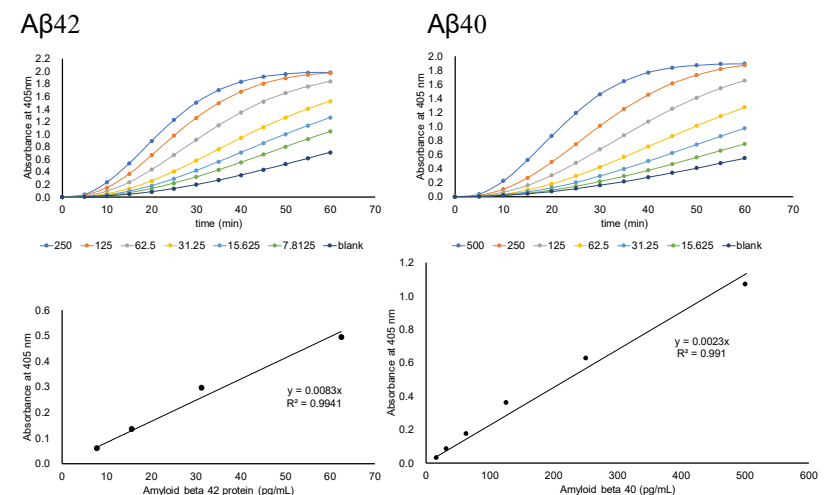 Aβ42
Aβ40
Absorbance at 405nm
2.2
2.0
1.8
1.6
1.4
1.2
1.0
0.8
0.6
0.4
0.2
0.0
0 10 20 30 40 50 60 70
time (min)
250 125 62.5 31.25 15.625 7.8125 blank
Absorbance at 405 nm
2.0
1.8
1.6
1.4
1.2
1.0
0.8
0.6
0.4
0.2
0.0
0 10 20 30 40 50 60 70
time (min)
500 250 125 62.5 31.25 15.625 blank
Absorbance at 405 nm
0.6
0.5
0.4
0.3
0.2
0.1
0.0
y = 0.0083x
R² = 0.9941
0 10 20 30 40 50 60 70
Amyloid beta 42 protein (pg/mL)
Absorbance at 405 nm
1.2
1.0
0.8
0.6
0.4
0.2
0.0
y = 0.0023x
R² = 0.991
0 100 200 300 400 500 600
Amyloid beta 40 (pg/mL)